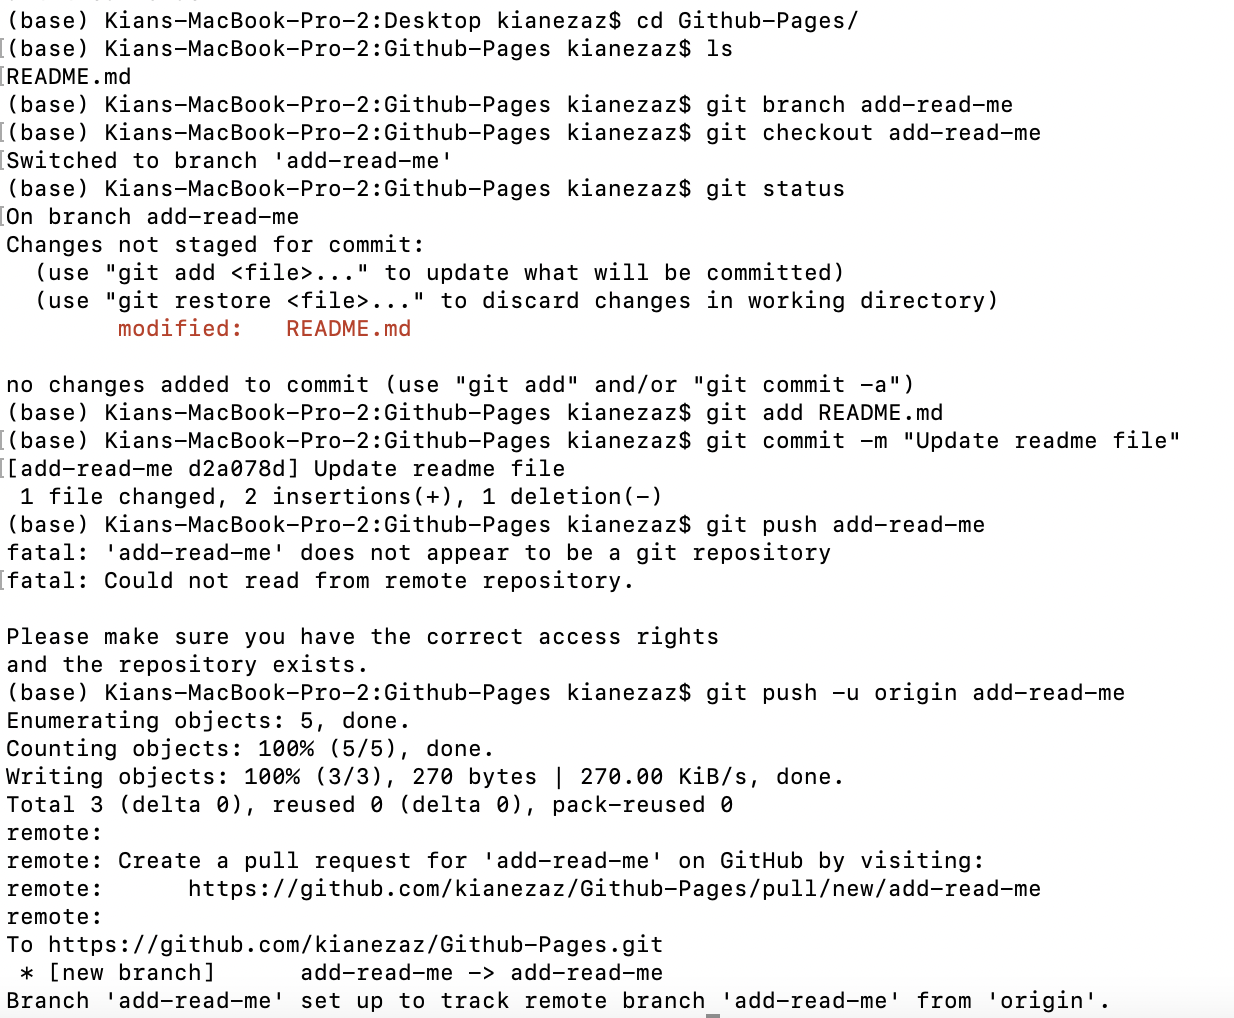 (base) Kians-MacBook-Pro-2:Desktop kianezaz$ cd Github-Pages/
[(base) Kians-MacBook-Pro-2:Github-Pages kianezaz$ ls
[README.md
(base) Kians-MacBook-Pro-2:Github-Pages kianezaz$ git branch add-read-me
[(base) Kians-MacBook-Pro-2:Github-Pages kianezaz$ git checkout add-read-me
[Switched to branch 'add-read-me'
(base) Kians-MacBook-Pro-2:Github-Pages kianezaz$ git status
[On branch add-read-me
Changes not staged for commit:
  (use "git add <file>..." to update what will be committed)
  (use "git restore <file>..." to discard changes in working directory)
        modified:   README.md

no changes added to commit (use "git add" and/or "git commit -a")
(base) Kians-MacBook-Pro-2:Github-Pages kianezaz$ git add README.md
[(base) Kians-MacBook-Pro-2:Github-Pages kianezaz$ git commit -m "Update readme file"
[[add-read-me d2a078d] Update readme file
 1 file changed, 2 insertions(+), 1 deletion(-)
(base) Kians-MacBook-Pro-2:Github-Pages kianezaz$ git push add-read-me
fatal: 'add-read-me' does not appear to be a git repository
[fatal: Could not read from remote repository.

Please make sure you have the correct access rights
and the repository exists.
(base) Kians-MacBook-Pro-2:Github-Pages kianezaz$ git push -u origin add-read-me
Enumerating objects: 5, done.
Counting objects: 100% (5/5), done.
Writing objects: 100% (3/3), 270 bytes | 270.00 KiB/s, done.
Total 3 (delta 0), reused 0 (delta 0), pack-reused 0
remote:
remote: Create a pull request for 'add-read-me' on GitHub by visiting:
remote:      https://github.com/kianezaz/Github-Pages/pull/new/add-read-me
remote:
To https://github.com/kianezaz/Github-Pages.git
 * [new branch]      add-read-me -> add-read-me
Branch 'add-read-me' set up to track remote branch 'add-read-me' from 'origin'.